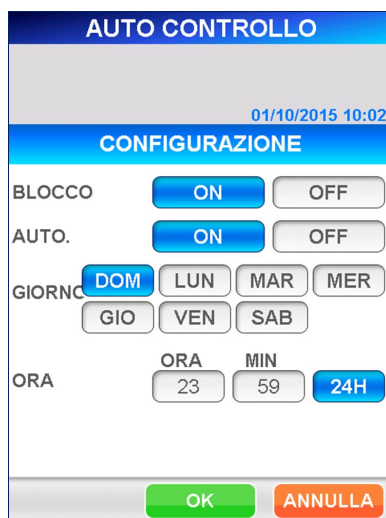 AUTO CONTROLLO
01/10/2015 10:02
CONFIGURAZIONE
BLOCCO ON OFF
AUTO. ON OFF
GIORNO DOM LUN MAR MER
GIO VEN SAB
ORA MIN
ORA 23 59 24H
OK ANNULLA